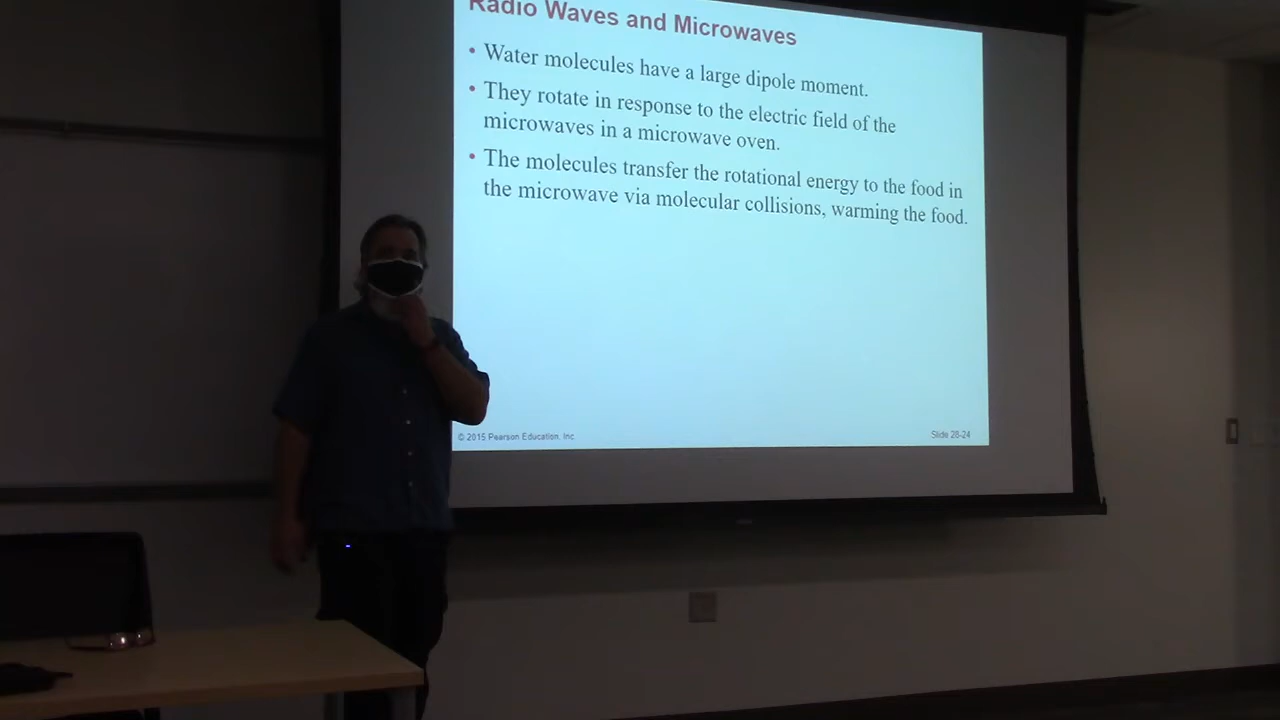 Radio Waves and Microwaves
• Water molecules have a large dipole moment.
• They rotate in response to the electric field of the
microwaves in a microwave oven.
• The molecules transfer the rotational energy to the food in
the microwave via molecular collisions, warming the food.
© 2015 Pearson Education, Inc
Slide 28-24